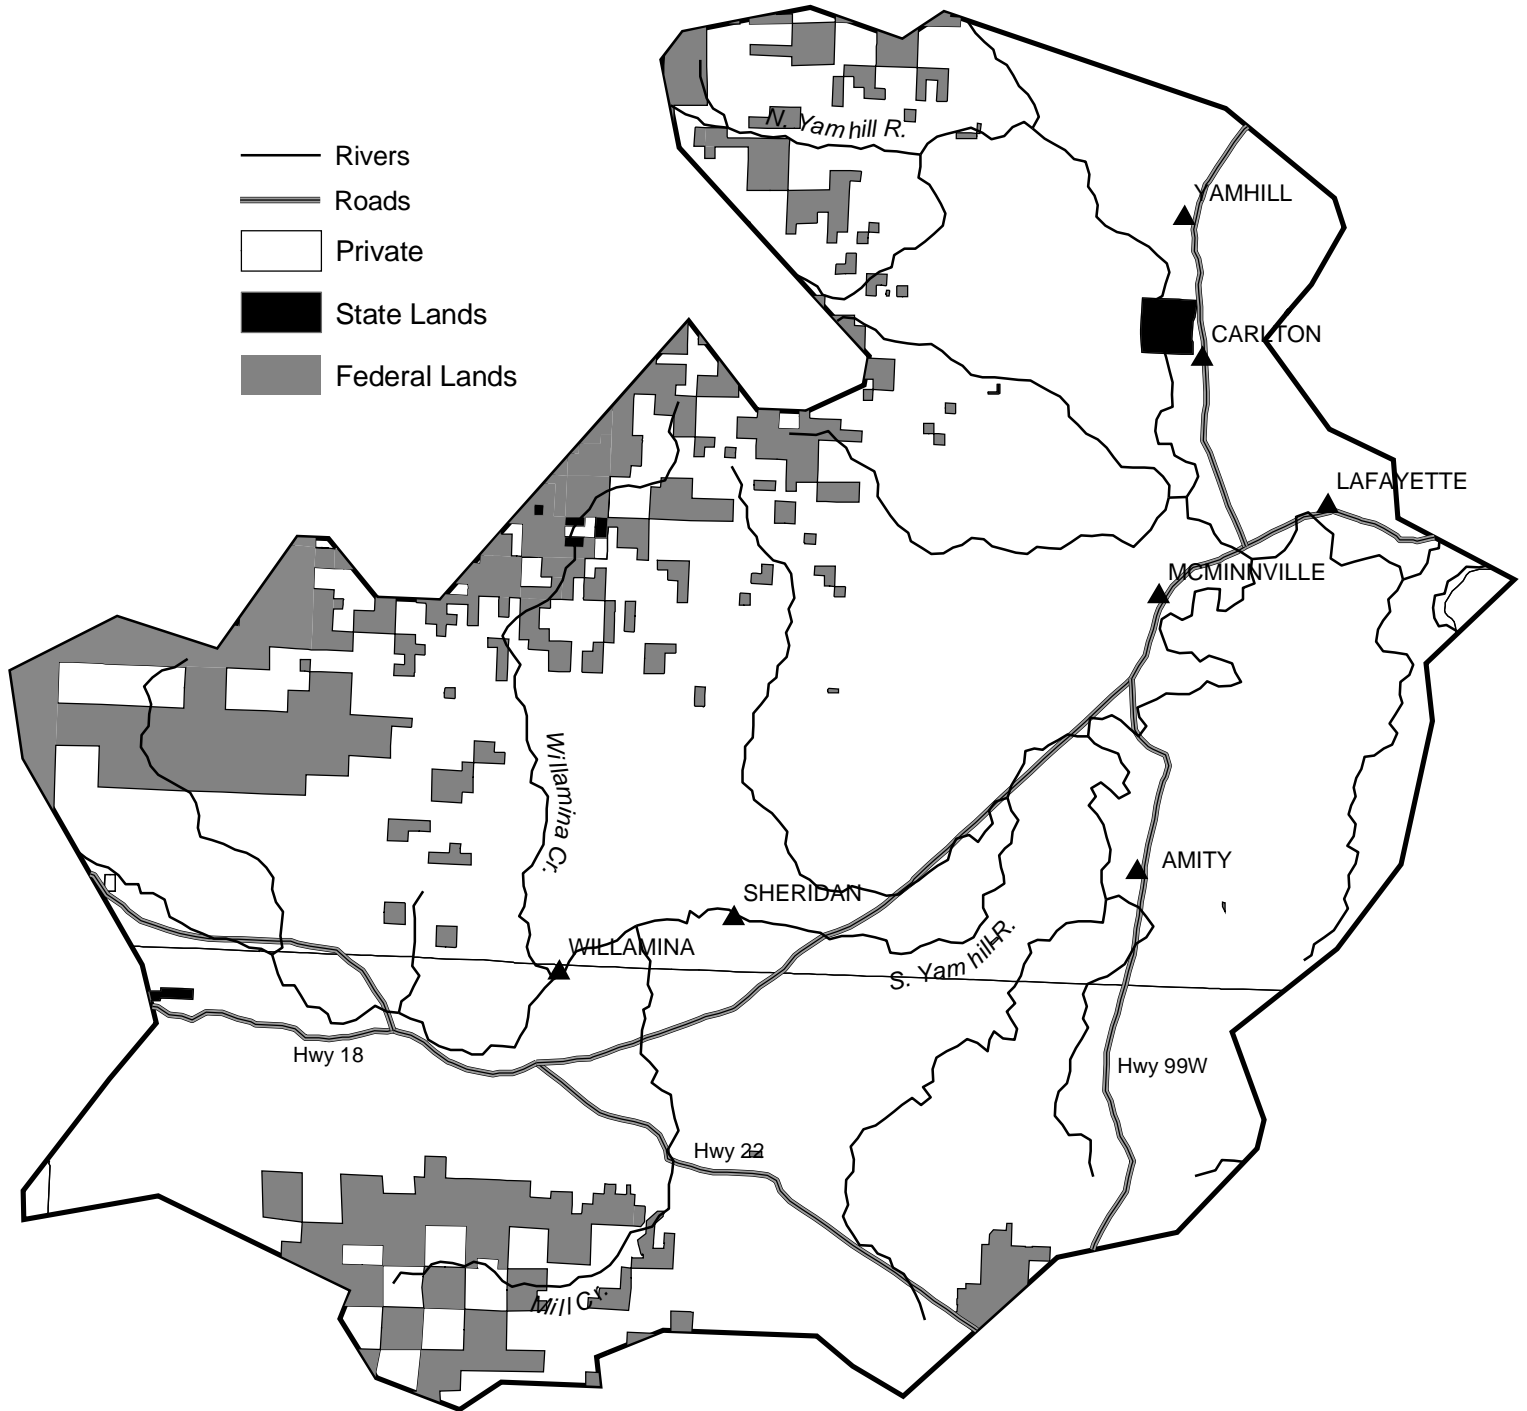 N. Yamhill R.
Rivers
Roads
Private
State Lands
Federal Lands
YAMHILL
CARLTON
LAFAYETTE
MCMINNVILLE
Willamina Cr.
AMITY
SHERIDAN
WILLAMINA
S. Yamhill R.
Hwy 18
Hwy 99W
Hwy 22
Mill Cr.